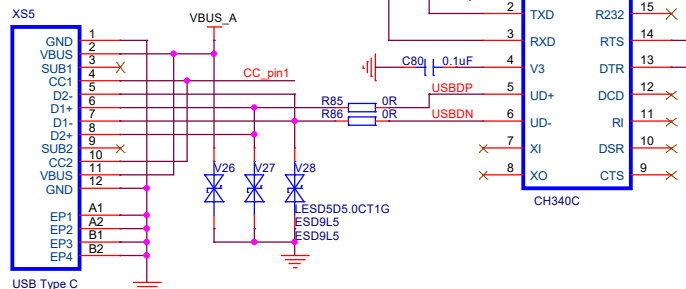 XS5
VBUS_A
GND 1
VBUS 2
SUB1 3
CC1 4
D2- 5
D1+ 6
D1- 7
D2+ 8
SUB2 9
CC2 10
VBUS 11
GND 12
EP1 A1
EP2 A2
EP3 B1
EP4 B2
USB Type C
CC_pin1
R85 0R
R86 0R
V26
V27
V28
LESD5D5.0CT1G
ESD9L5
ESD9L5
C80 0.1uF
USBDP
USBDN
2 TXD
3 RXD
4 V3
5 UD+
6 UD-
7 XI
8 XO
R232 15
RTS 14
DTR 13
DCD 12
RI 11
DSR 10
CTS 9
CH340C